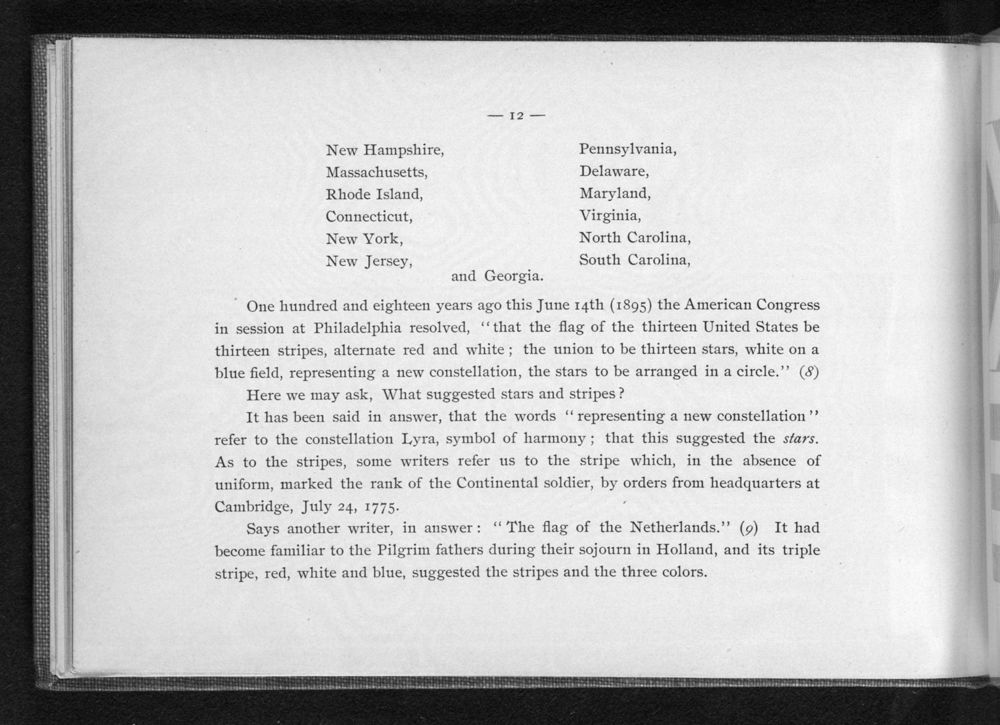 — 12 —
New Hampshire, Pennsylvania,
Massachusetts, Delaware,
Rhode Island, Maryland,
Connecticut, Virginia,
New York, North Carolina,
New Jersey, South Carolina,
and Georgia.
One hundred and eighteen years ago this June 14th (1895) the American Congress
in session at Philadelphia resolved, “that the flag of the thirteen United States be
thirteen stripes, alternate red and white; the union to be thirteen stars, white on a
blue field, representing a new constellation, the stars to be arranged in a circle.” (8)
Here we may ask, What suggested stars and stripes?
It has been said in answer, that the words “representing a new constellation”
refer to the constellation Lyra, symbol of harmony; that this suggested the stars.
As to the stripes, some writers refer us to the stripe which, in the absence of
uniform, marked the rank of the Continental soldier, by orders from headquarters at
Cambridge, July 24, 1775.
Says another writer, in answer: “The flag of the Netherlands.” (9) It had
become familiar to the Pilgrim fathers during their sojourn in Holland, and its triple
stripe, red, white and blue, suggested the stripes and the three colors.